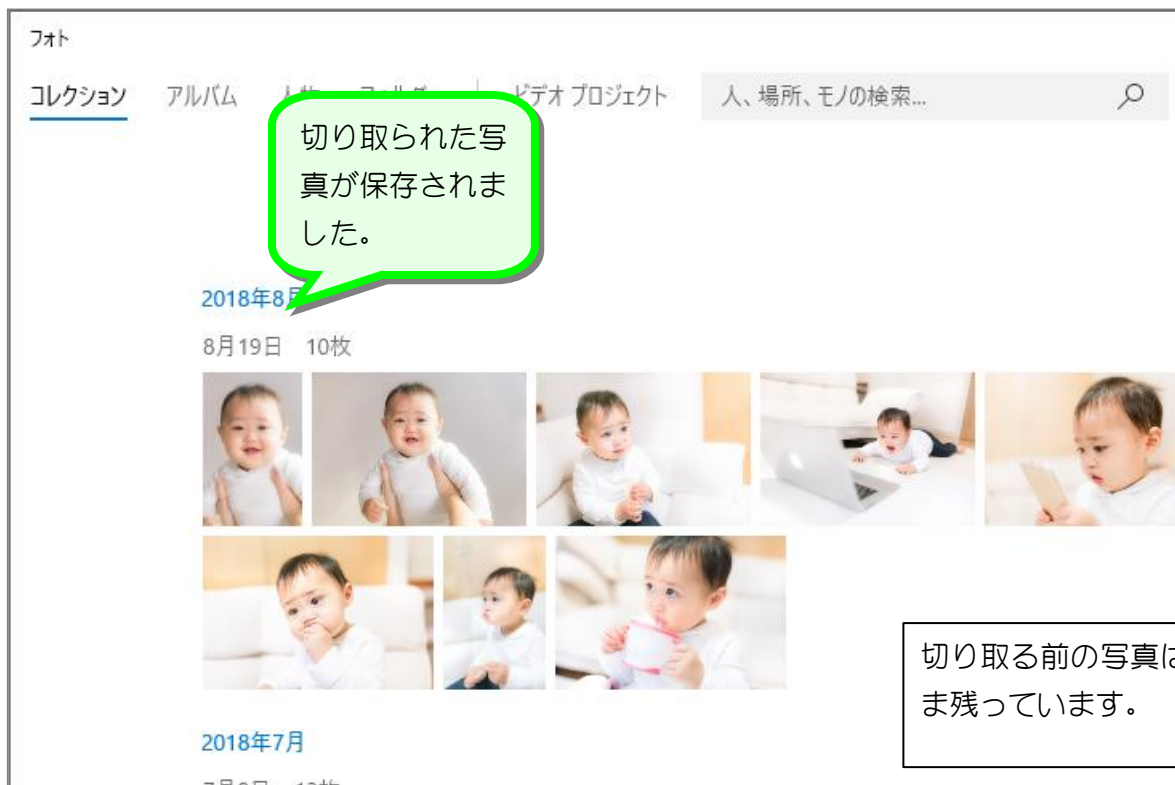 フォト
コレクション アルバム ビデオ プロジェクト 人、場所、モノの検索...
切り取られた写
真が保存されま
した。
2018年8月
8月19日 10枚
切り取る前の写真は
ま残っています。
2018年7月